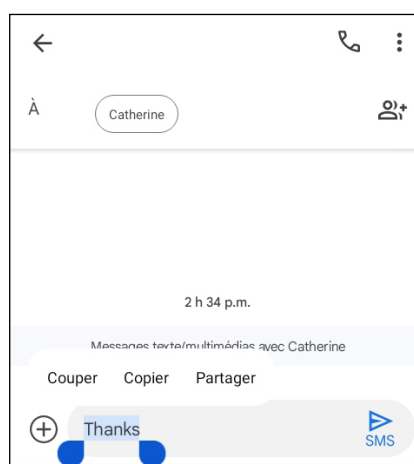 À Catherine
2 h 34 p.m.
Messages texte/multimédias avec Catherine
Couper Copier Partager
Thanks
SMS